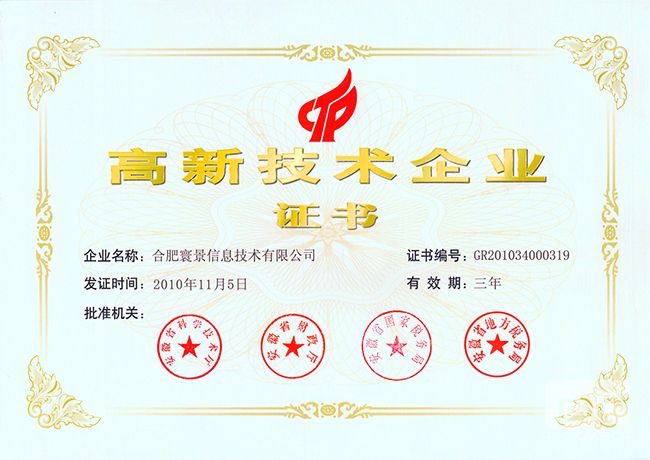 高新技术企业
证书
企业名称：合肥寰景信息技术有限公司
证书编号：GR201034000319
发证时间：2010年11月5日
有效期：三年
批准机关：
安徽省科学技术厅
安徽省财政厅
安徽省国家税务局
安徽省地方税务局